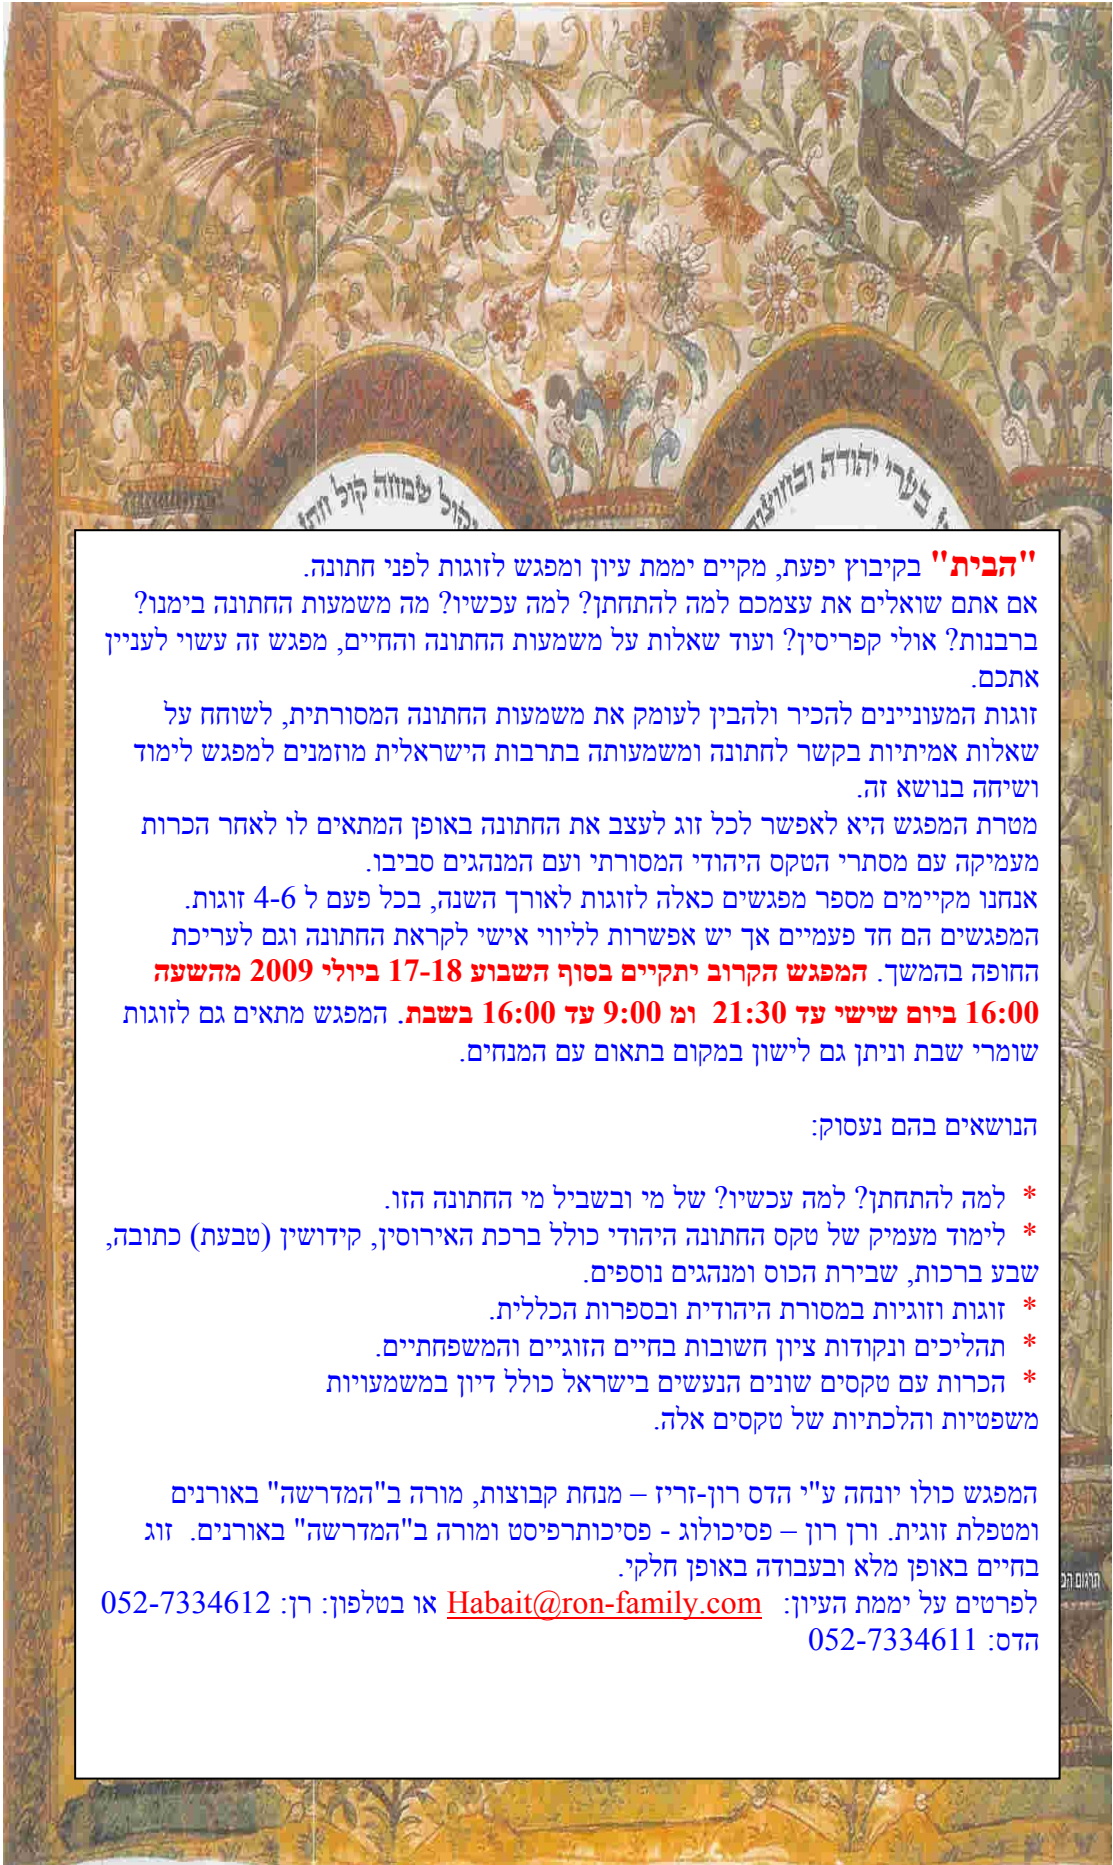 בערי יהודה ובחוצו
קול שמחה קול חתן
"הבית" בקיבוץ יפעת, מקיים יממת עיון ומפגש לזוגות לפני חתונה.
אם אתם שואלים את עצמכם למה להתחתן? למה עכשיו? מה משמעות החתונה בימנו?
ברבנות? אולי קפריסין? ועוד שאלות על משמעות החתונה והחיים, מפגש זה עשוי לעניין
אתכם.
זוגות המעוניינים להכיר ולהבין לעומק את משמעות החתונה המסורתית, לשוחח על
שאלות אמיתיות בקשר לחתונה ומשמעותה בתרבות הישראלית מוזמנים למפגש לימוד
ושיחה בנושא זה.
מטרת המפגש היא לאפשר לכל זוג לעצב את החתונה באופן המתאים לו לאחר הכרות
מעמיקה עם מסתרי הטקס היהודי המסורתי ועם המנהגים סביבו.
אנחנו מקיימים מספר מפגשים כאלה לזוגות לאורך השנה, בכל פעם ל 4-6 זוגות.
המפגשים הם חד פעמיים אך יש אפשרות לליווי אישי לקראת החתונה וגם לעריכת
החופה בהמשך. המפגש הקרוב יתקיים בסוף השבוע 17-18 ביולי 2009 מהשעה
16:00 ביום שישי עד 21:30 ומ 9:00 עד 16:00 בשבת. המפגש מתאים גם לזוגות
שומרי שבת וניתן גם לישון במקום בתאום עם המנחים.
הנושאים בהם נעסוק:
* למה להתחתן? למה עכשיו? של מי ובשביל מי החתונה הזו.
* לימוד מעמיק של טקס החתונה היהודי כולל ברכת האירוסין, קידושין (טבעת) כתובה,
שבע ברכות, שבירת הכוס ומנהגים נוספים.
* זוגות וזוגיות במסורת היהודית ובספרות הכללית.
* תהליכים ונקודות ציון חשובות בחיים הזוגיים והמשפחתיים.
* הכרות עם טקסים שונים הנעשים בישראל כולל דיון במשמעויות
משפטיות והלכתיות של טקסים אלה.
המפגש כולו יונחה ע"י הדס רון-זריז – מנחת קבוצות, מורה ב"המדרשה" באורנים
ומטפלת זוגית. ורן רון – פסיכולוג - פסיכותרפיסט ומורה ב"המדרשה" באורנים. זוג
בחיים באופן מלא ובעבודה באופן חלקי.
לפרטים על יממת העיון: Habait@ron-family.com או בטלפון: רן: 052-7334612
הדס: 052-7334611